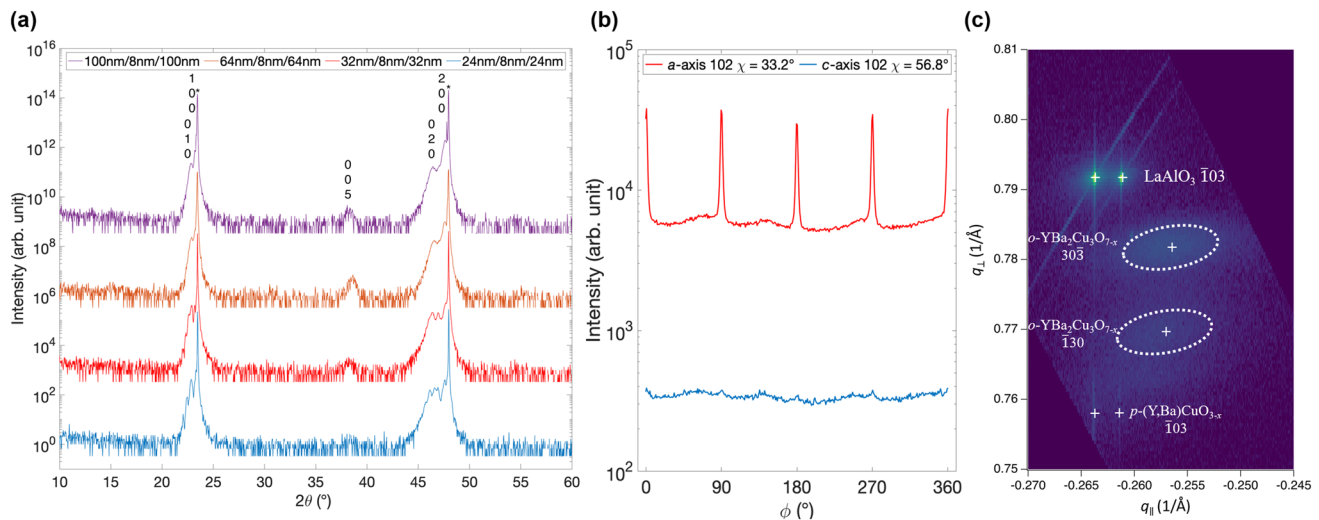 (a)
10^16
100nm/8nm/100nm 64nm/8nm/64nm 32nm/8nm/32nm 24nm/8nm/24nm
10^14
10^12
10^10
10^8
10^6
10^4
10^2
10^0
Intensity (arb. unit)
1
0
0
0
1
0
*
0
0
5
2
0
0
0
2
0
*
10 15 20 25 30 35 40 45 50 55 60
2θ (°)
(b)
10^5
a-axis 102 χ = 33.2° c-axis 102 χ = 56.8°
10^4
10^3
10^2
Intensity (arb. unit)
0 90 180 270 360
ϕ (°)
(c)
0.81
0.80
0.79
0.78
0.77
0.76
0.75
q⊥ (1/Å)
LaAlO₃ 1̅03
o-YBa₂Cu₃O₇₋ₓ
303̅
o-YBa₂Cu₃O₇₋ₓ
1̅30
p-(Y,Ba)CuO₃₋ₓ
1̅03
-0.270 -0.265 -0.260 -0.255 -0.250 -0.245
q∥ (1/Å)